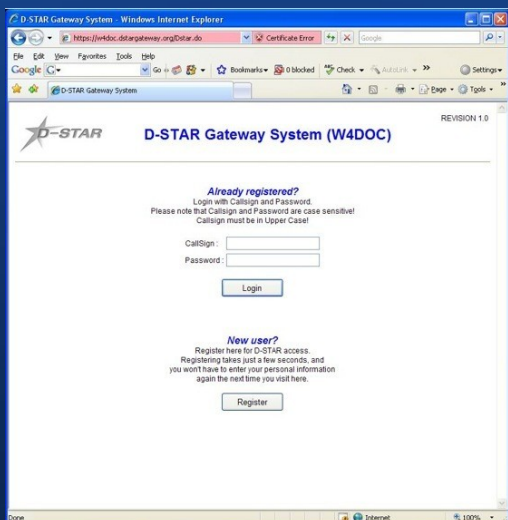 D-STAR Gateway System - Windows Internet Explorer
https://w4doc.dstargateway.org/Dstar.do Certificate Error Google
File Edit View Favorites Tools Help
Google G Go Bookmarks 0 blocked Check AutoLink » Settings
D-STAR Gateway System Page Tools »
REVISION 1.0
D-STAR
D-STAR Gateway System (W4DOC)
Already registered?
Login with Callsign and Password.
Please note that Callsign and Password are case sensitive!
Callsign must be in Upper Case!
CallSign :
Password :
Login
New user?
Register here for D-STAR access.
Registering takes just a few seconds, and
you won't have to enter your personal information
again the next time you visit here.
Register
Done Internet 100%